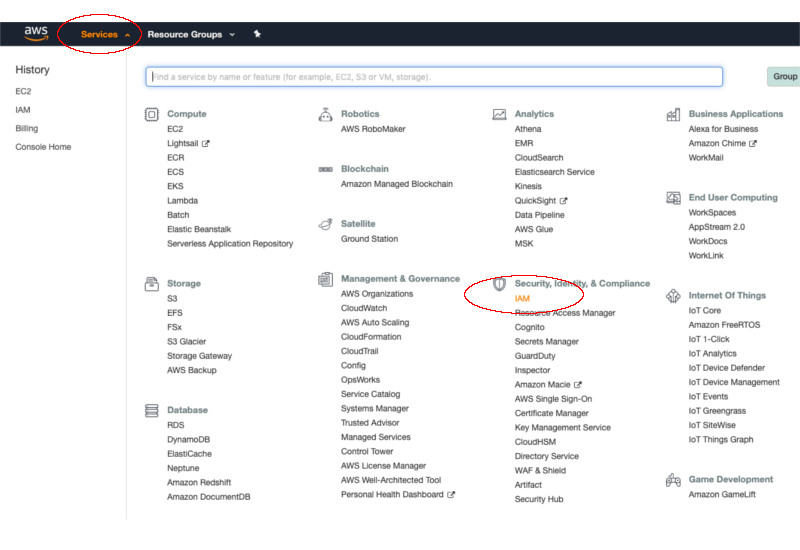 aws
Services
Resource Groups
History
EC2
IAM
Billing
Console Home
Find a service by name or feature (for example, EC2, S3 or VM, storage).
Group
Compute
EC2
Lightsail
ECR
ECS
EKS
Lambda
Batch
Elastic Beanstalk
Serverless Application Repository
Storage
S3
EFS
FSx
S3 Glacier
Storage Gateway
AWS Backup
Database
RDS
DynamoDB
ElastiCache
Neptune
Amazon Redshift
Amazon DocumentDB
Robotics
AWS RoboMaker
Blockchain
Amazon Managed Blockchain
Satellite
Ground Station
Management & Governance
AWS Organizations
CloudWatch
AWS Auto Scaling
CloudFormation
CloudTrail
Config
OpsWorks
Service Catalog
Systems Manager
Trusted Advisor
Managed Services
Control Tower
AWS License Manager
AWS Well-Architected Tool
Personal Health Dashboard
Analytics
Athena
EMR
CloudSearch
Elasticsearch Service
Kinesis
QuickSight
Data Pipeline
AWS Glue
MSK
Security, Identity, & Compliance
IAM
Resource Access Manager
Cognito
Secrets Manager
GuardDuty
Inspector
Amazon Macie
AWS Single Sign-On
Certificate Manager
Key Management Service
CloudHSM
Directory Service
WAF & Shield
Artifact
Security Hub
Business Applications
Alexa for Business
Amazon Chime
WorkMail
End User Computing
WorkSpaces
AppStream 2.0
WorkDocs
WorkLink
Internet Of Things
IoT Core
Amazon FreeRTOS
IoT 1-Click
IoT Analytics
IoT Device Defender
IoT Device Management
IoT Events
IoT Greengrass
IoT SiteWise
IoT Things Graph
Game Development
Amazon GameLift